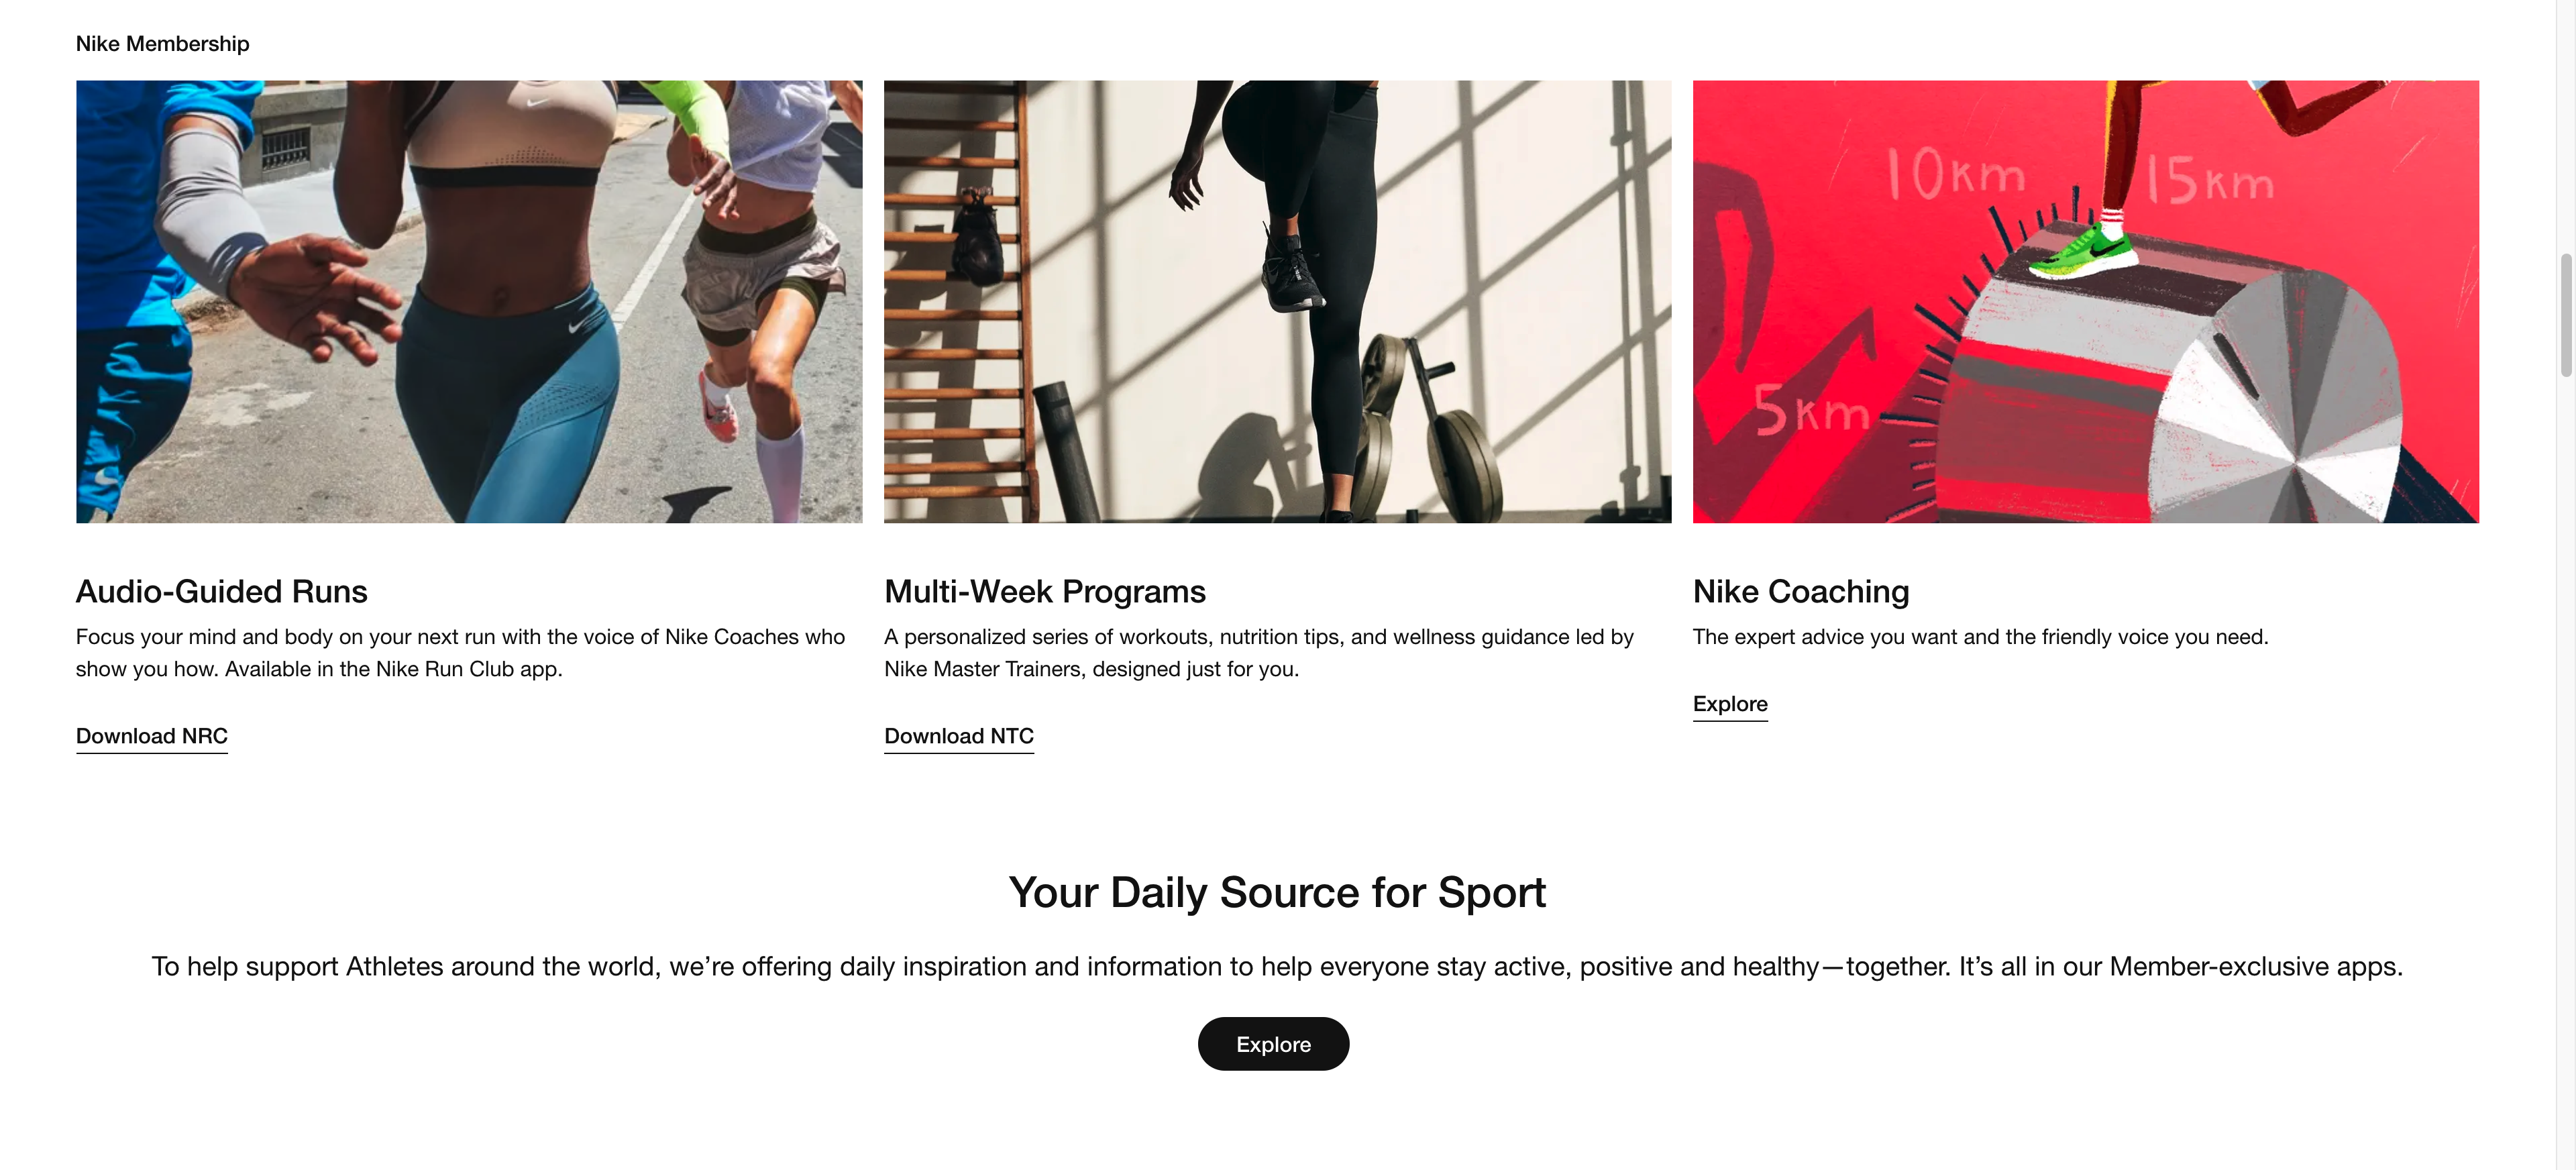 Nike Membership
10km
15km
5km
Audio-Guided Runs
Focus your mind and body on your next run with the voice of Nike Coaches who
show you how. Available in the Nike Run Club app.
Download NRC
Multi-Week Programs
A personalized series of workouts, nutrition tips, and wellness guidance led by
Nike Master Trainers, designed just for you.
Download NTC
Nike Coaching
The expert advice you want and the friendly voice you need.
Explore
Your Daily Source for Sport
To help support Athletes around the world, we’re offering daily inspiration and information to help everyone stay active, positive and healthy—together. It’s all in our Member-exclusive apps.
Explore